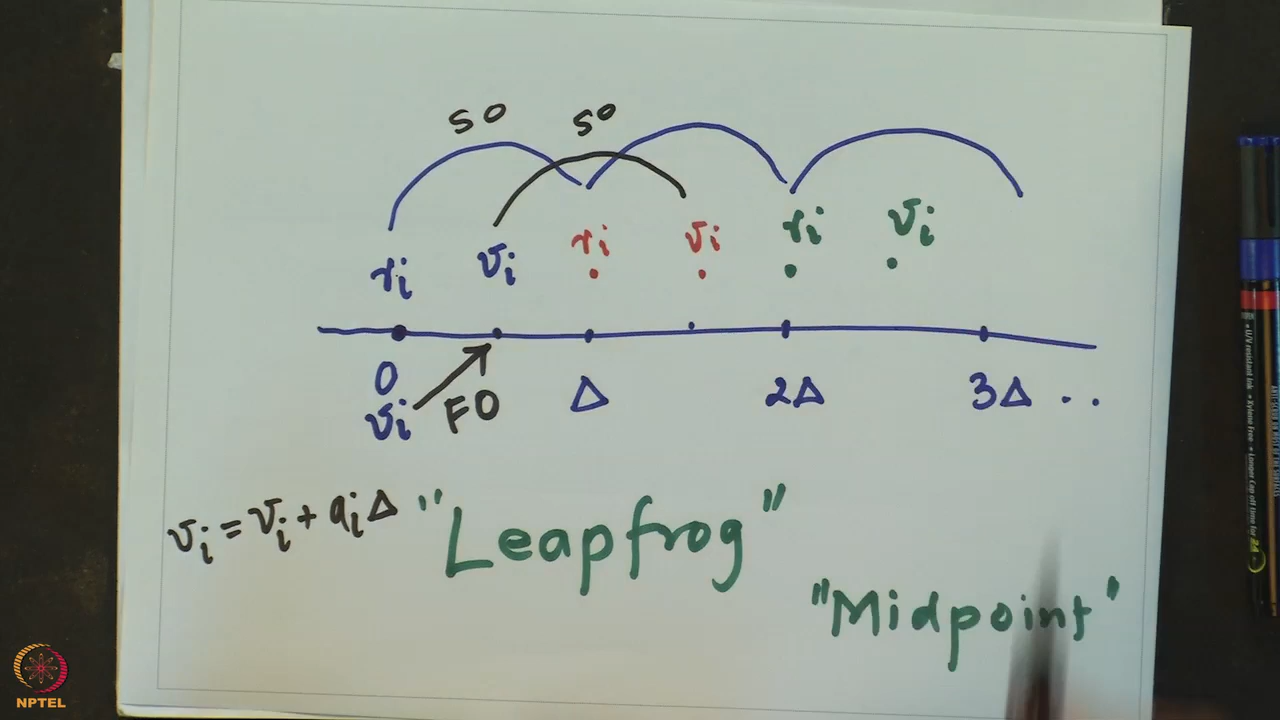 SO SO
ri vi ri vi ri vi
0 Δ 2Δ 3Δ ..
vi FO
vi = vi + ai Δ "Leapfrog"
"Midpoint"
NPTEL